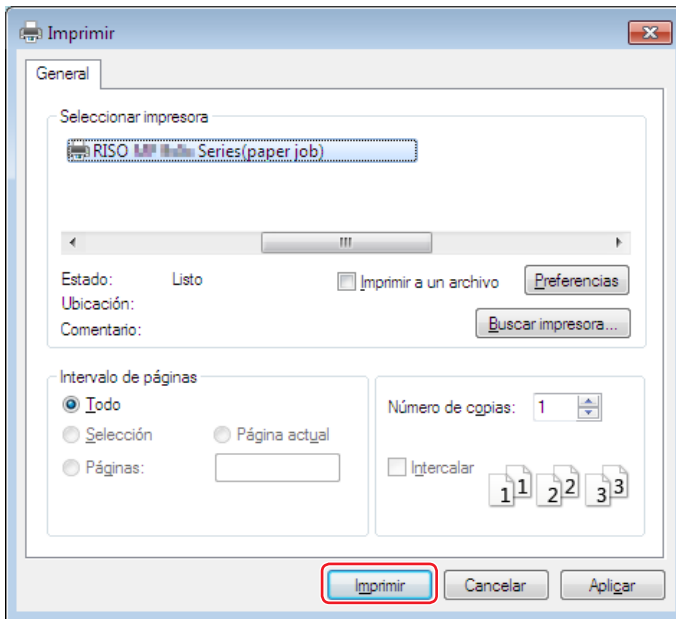 Imprimir
General
Seleccionar impresora
RISO Series(paper job)
Estado: Listo
Imprimir a un archivo
Preferencias
Ubicación:
Comentario:
Buscar impresora...
Intervalo de páginas
Todo
Selección
Página actual
Páginas:
Número de copias: 1
Intercalar
1 1 2 2 3 3
Imprimir
Cancelar
Aplicar